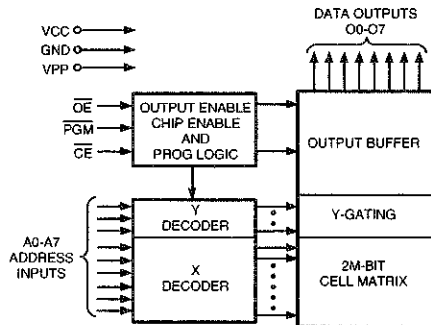 DATA OUTPUTS
O0-O7
VCC
GND
VPP
OE
PGM
CE
OUTPUT ENABLE
CHIP ENABLE
AND
PROG LOGIC
OUTPUT BUFFER
A0-A7
ADDRESS
INPUTS
Y
DECODER
Y-GATING
X
DECODER
2M-BIT
CELL MATRIX